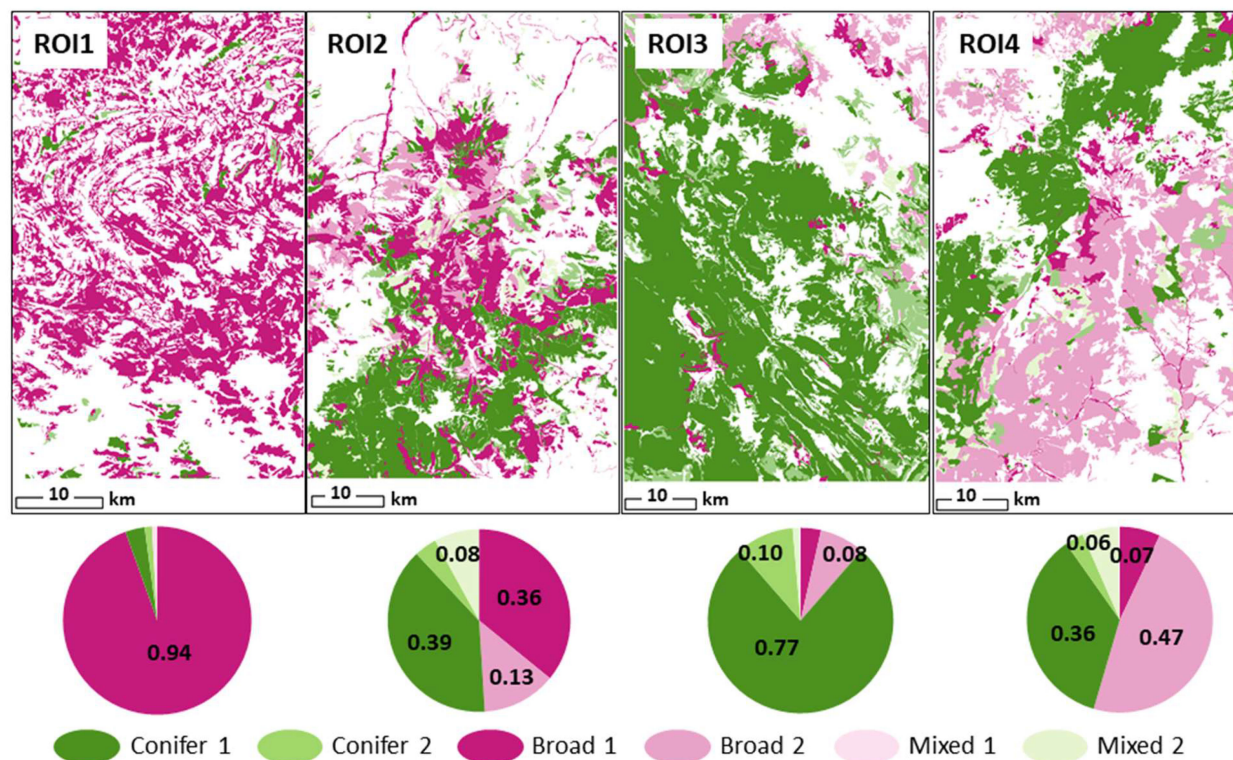 ROI1 ROI2 ROI3 ROI4
10 km 10 km 10 km 10 km
0.94 0.08 0.36 0.39 0.13 0.10 0.08 0.77 0.06 0.07 0.36 0.47
Conifer 1 Conifer 2 Broad 1 Broad 2 Mixed 1 Mixed 2